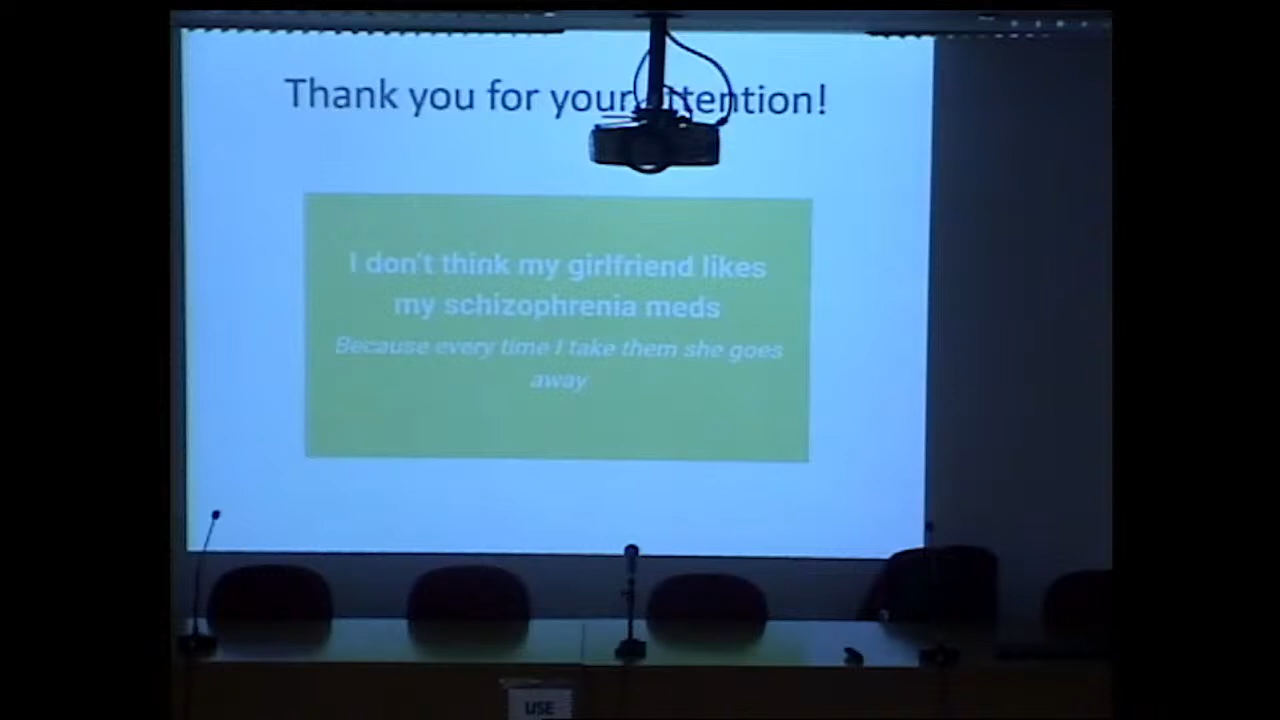 Thank you for your attention!
I don't think my girlfriend likes
my schizophrenia meds
Because every time I take them she goes
away
USE